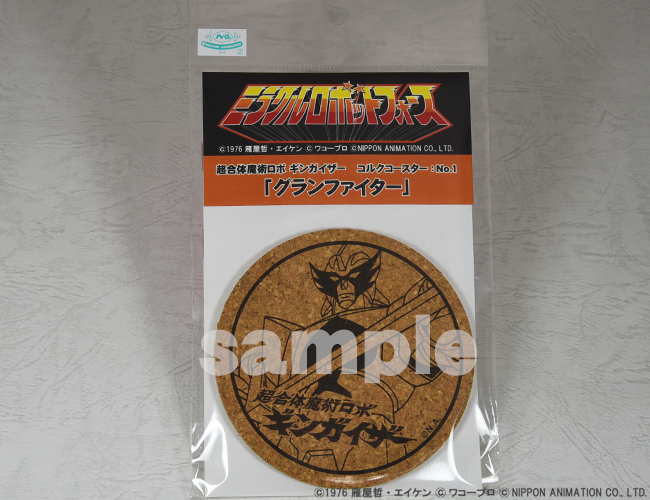 ミラクルロボットフォース
©1976 雁屋哲・エイケン © ワコープロ ©NIPPON ANIMATION CO., LTD.
超合体魔術ロボ ギンガイザー コルクコースター:No.1
「グランファイター」
sample
超合体魔術ロボ
ギンガイザー
©N.A.
©1976 雁屋哲・エイケン © ワコープロ © NIPPON ANIMATION CO., LTD.